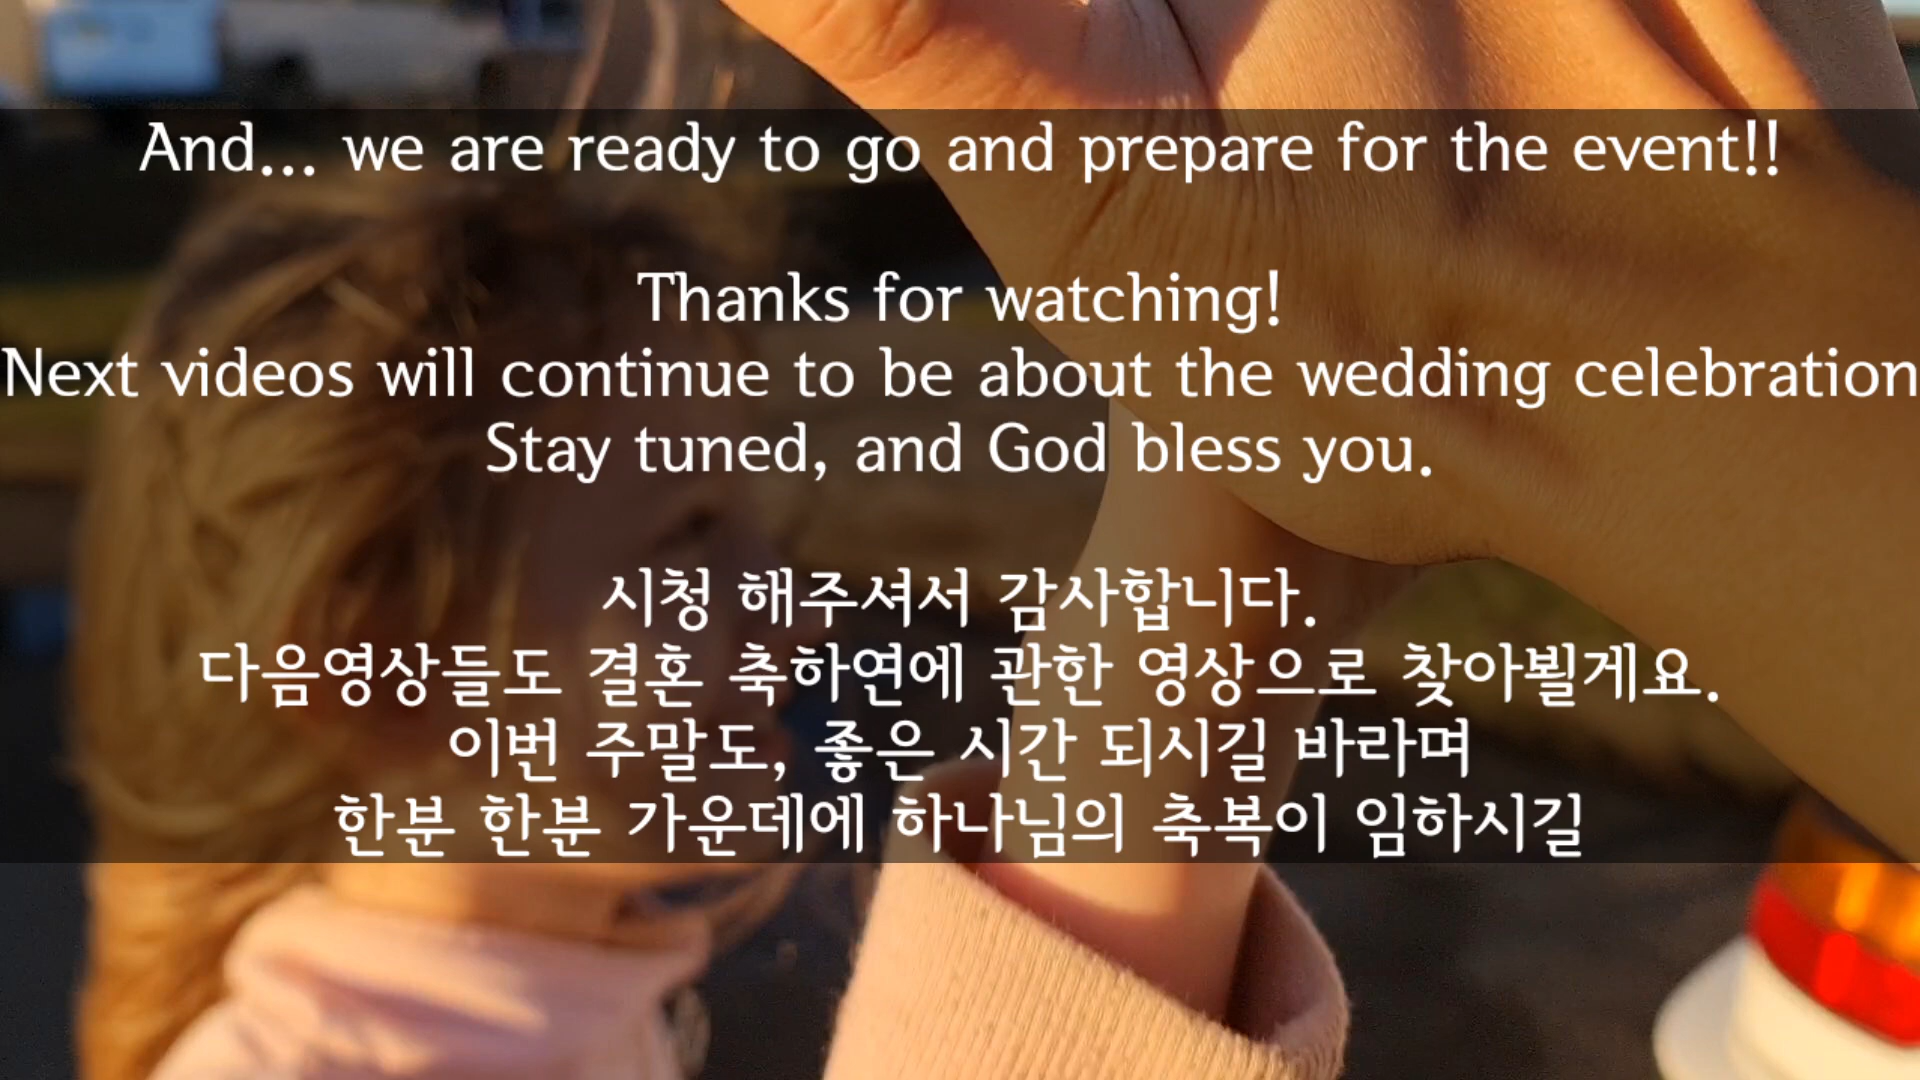 And... we are ready to go and prepare for the event!!
Thanks for watching!
Next videos will continue to be about the wedding celebration
Stay tuned, and God bless you.
시청 해주셔서 감사합니다.
다음영상들도 결혼 축하연에 관한 영상으로 찾아뵐게요.
이번 주말도, 좋은 시간 되시길 바라며
한분 한분 가운데에 하나님의 축복이 임하시길